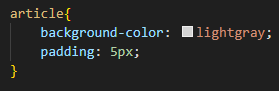 article{
    background-color: lightgray;
    padding: 5px;
}